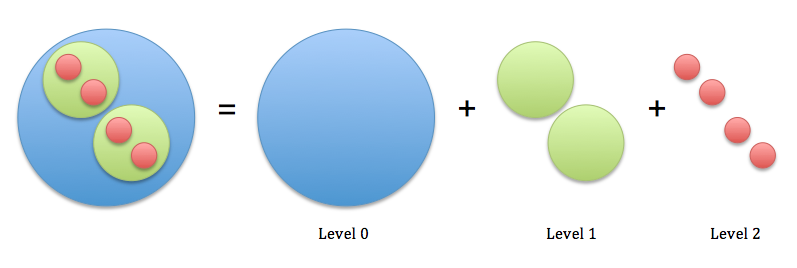 = + +
Level 0 Level 1 Level 2